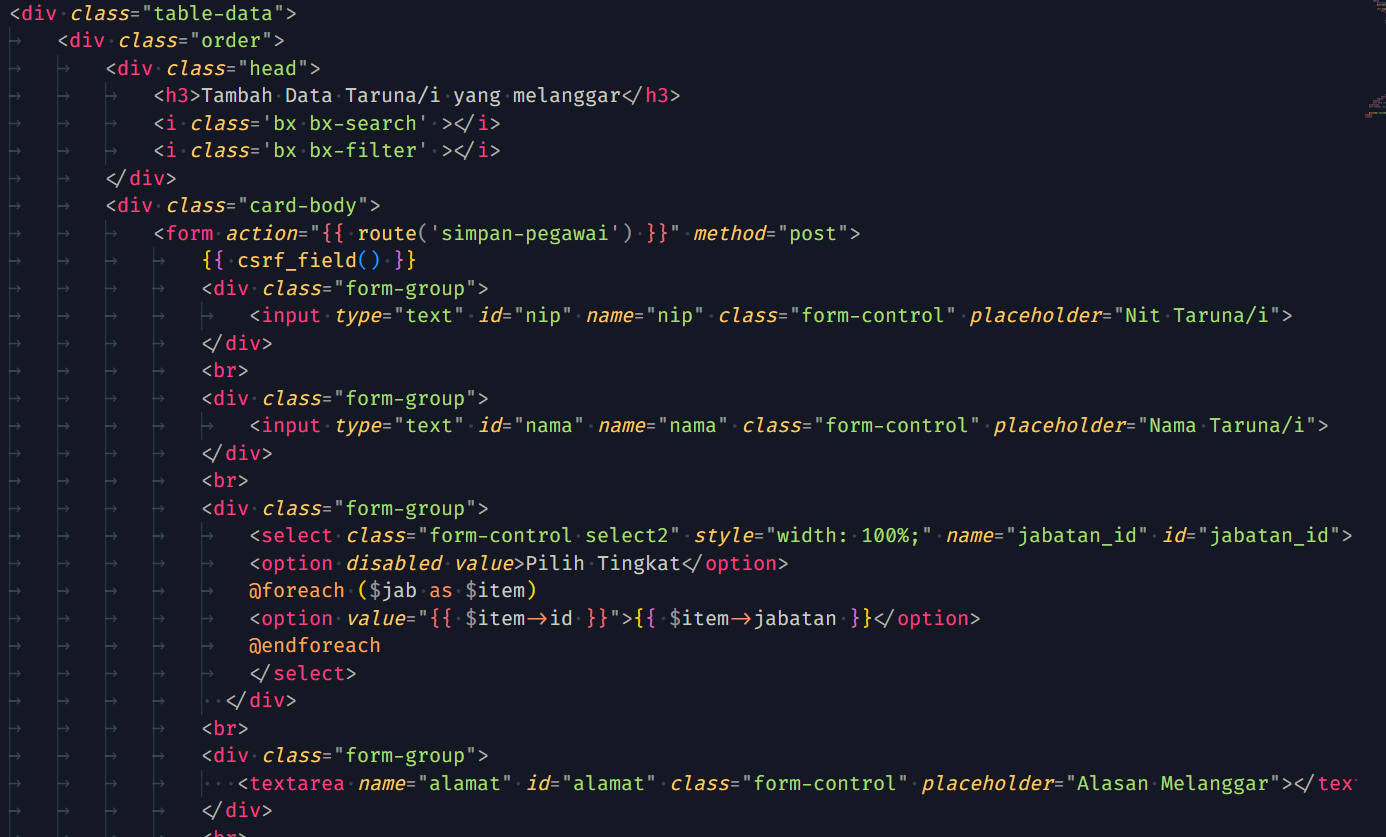 <div class="table-data">
<div class="order">
<div class="head">
<h3>Tambah Data Taruna/i yang melanggar</h3>
<i class='bx bx-search' ></i>
<i class='bx bx-filter' ></i>
</div>
<div class="card-body">
<form action="{{ route('simpan-pegawai') }}" method="post">
{{ csrf_field() }}
<div class="form-group">
<input type="text" id="nip" name="nip" class="form-control" placeholder="Nit Taruna/i">
</div>
<br>
<div class="form-group">
<input type="text" id="nama" name="nama" class="form-control" placeholder="Nama Taruna/i">
</div>
<br>
<div class="form-group">
<select class="form-control select2" style="width: 100%;" name="jabatan_id" id="jabatan_id">
<option disabled value>Pilih Tingkat</option>
@foreach ($jab as $item)
<option value="{{ $item->id }}">{{ $item->jabatan }}</option>
@endforeach
</select>
</div>
<br>
<div class="form-group">
<textarea name="alamat" id="alamat" class="form-control" placeholder="Alasan Melanggar"></tex
</div>
<br>